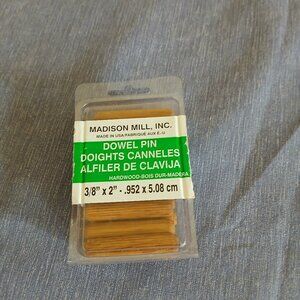 MADISON MILL, INC.
MADE IN USA/FABRIQUE AUX E.-U
DOWEL PIN
DOIGHTS CANNELES
ALFILER DE CLAVIJA
HARDWOOD-BOIS DUR-MADERA
3/8" x 2" - .952 x 5.08 cm